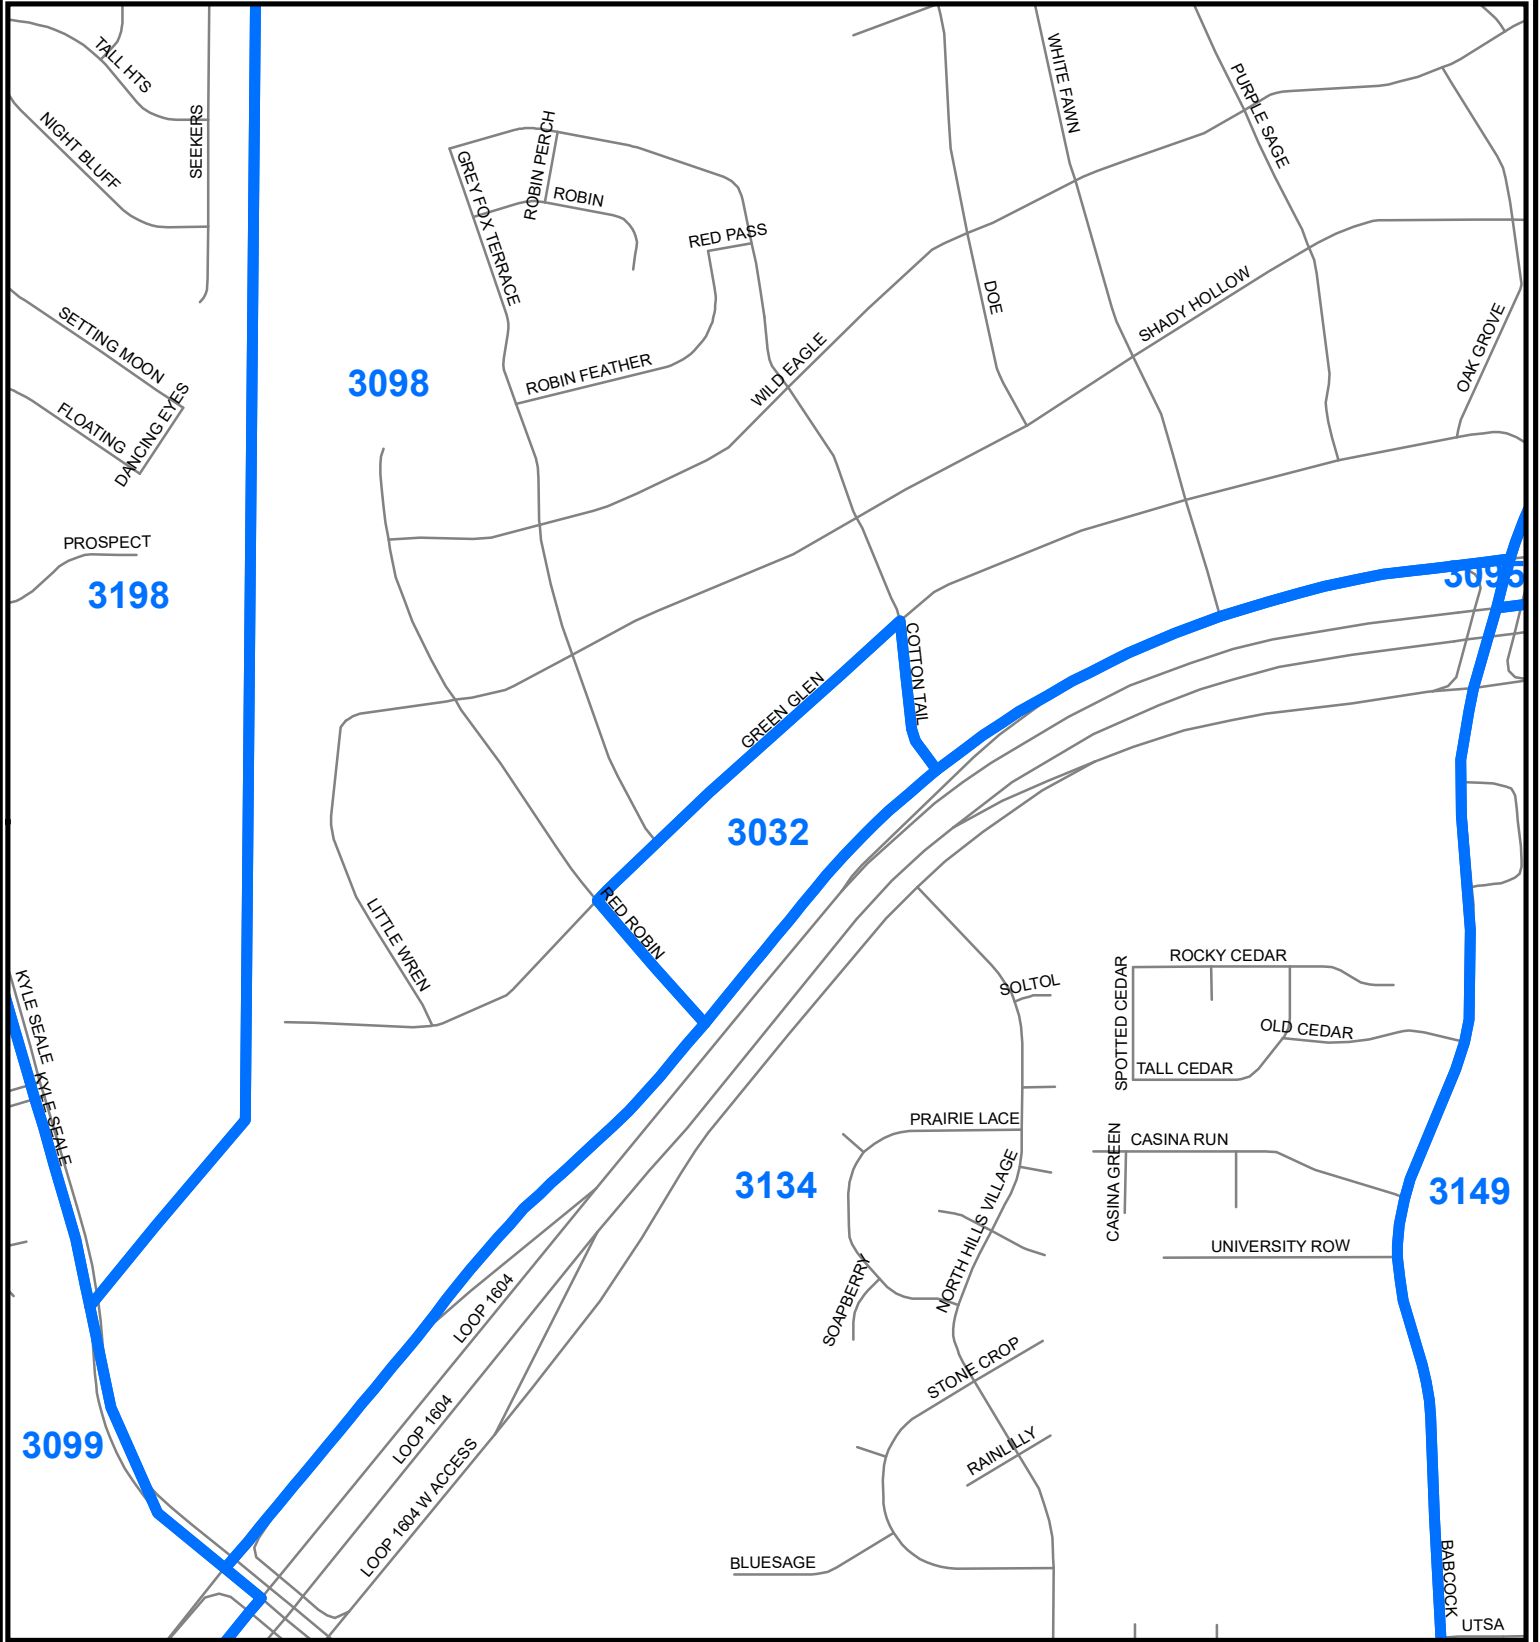 TALL HTS
NIGHT BLUFF
SEEKERS
WHITE FAWN
PURPLE SAGE
GREY FOX TERRACE
ROBIN PERCH
ROBIN
RED PASS
DOE
SHADY HOLLOW
OAK GROVE
SETTING MOON
FLOATING
DANCING EYES
3098
ROBIN FEATHER
WILD EAGLE
PROSPECT
3198
3095
COTTON TAIL
GREEN GLEN
3032
RED ROBIN
LITTLE WREN
KYLE SEALE
KYLE SEALE
SOLTOL
ROCKY CEDAR
SPOTTED CEDAR
OLD CEDAR
TALL CEDAR
PRAIRIE LACE
CASINA GREEN
CASINA RUN
3134
3149
NORTH HILLS VILLAGE
UNIVERSITY ROW
SOAPBERRY
LOOP 1604
STONE CROP
3099
LOOP 1604
LOOP 1604 W ACCESS
RAINLILLY
BLUESAGE
BABCOCK
UTSA